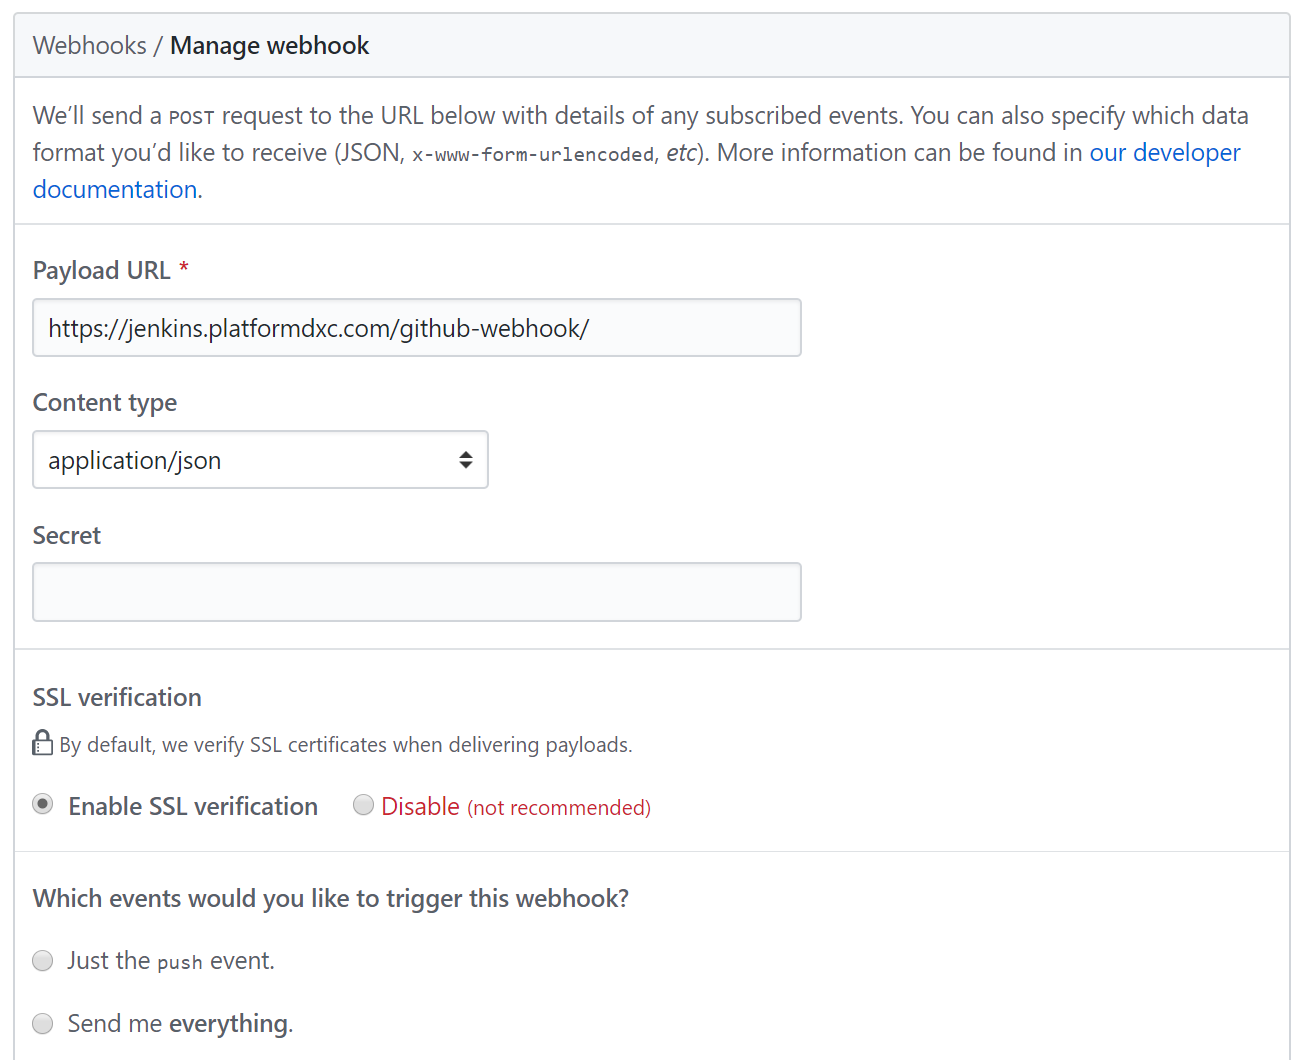 Webhooks / Manage webhook
We’ll send a POST request to the URL below with details of any subscribed events. You can also specify which data
format you’d like to receive (JSON, x-www-form-urlencoded, etc). More information can be found in our developer
documentation.
Payload URL *
https://jenkins.platformdxc.com/github-webhook/
Content type
application/json
Secret
SSL verification
By default, we verify SSL certificates when delivering payloads.
Enable SSL verification Disable (not recommended)
Which events would you like to trigger this webhook?
Just the push event.
Send me everything.